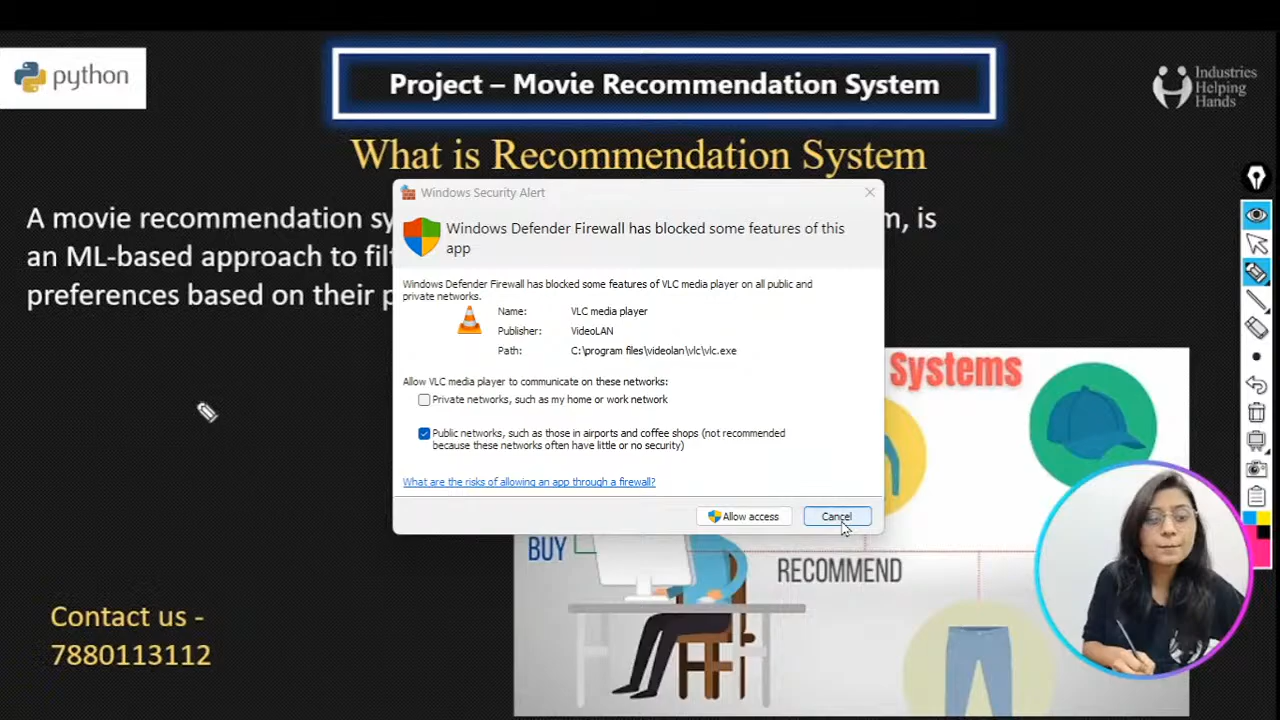 python
Project – Movie Recommendation System
Industries
Helping
Hands
What is Recommendation System
A movie recommendation sy
m, is
an ML-based approach to filt
preferences based on their p
Windows Security Alert
Windows Defender Firewall has blocked some features of this
app
Windows Defender Firewall has blocked some features of VLC media player on all public and
private networks.
Name: VLC media player
Publisher: VideoLAN
Path: C:\program files\videolan\vlc\vlc.exe
Allow VLC media player to communicate on these networks:
Private networks, such as my home or work network
Public networks, such as those in airports and coffee shops (not recommended
because these networks often have little or no security)
What are the risks of allowing an app through a firewall?
Allow access
Cancel
Systems
BUY
RECOMMEND
Contact us -
7880113112